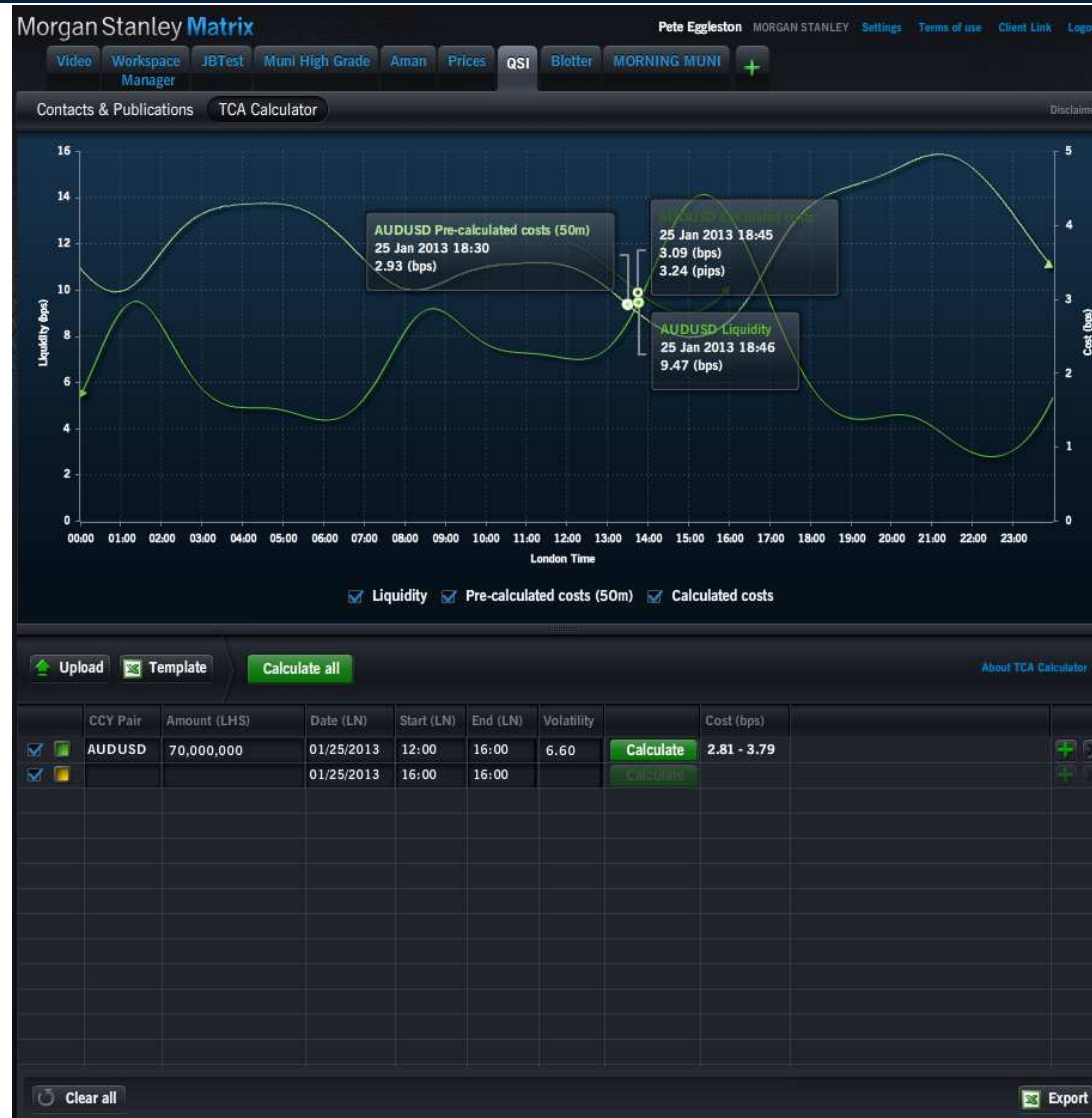 Morgan Stanley Matrix
Pete Eggleston MORGAN STANLEY Settings Terms of use Client Link Logo
Video Workspace Manager JBTest Muni High Grade Aman Prices QSI Blotter MORNING MUNI
Contacts & Publications TCA Calculator Disclaim
16 14 12 10 8 6 4 2 0
Liquidity (bps)
5 4 3 2 1 0
Cost (bps)
AUDUSD Pre-calculated costs (50m)
25 Jan 2013 18:30
2.93 (bps)
AUDUSD Calculated costs
25 Jan 2013 18:45
3.09 (bps)
3.24 (pips)
AUDUSD Liquidity
25 Jan 2013 18:46
9.47 (bps)
00:00 01:00 02:00 03:00 04:00 05:00 06:00 07:00 08:00 09:00 10:00 11:00 12:00 13:00 14:00 15:00 16:00 17:00 18:00 19:00 20:00 21:00 22:00 23:00
London Time
Liquidity Pre-calculated costs (50m) Calculated costs
Upload Template Calculate all About TCA Calculator
CCY Pair Amount (LHS) Date (LN) Start (LN) End (LN) Volatility Cost (bps)
AUDUSD 70,000,000 01/25/2013 12:00 16:00 6.60 Calculate 2.81 - 3.79
01/25/2013 16:00 16:00 Calculate
Clear all Export